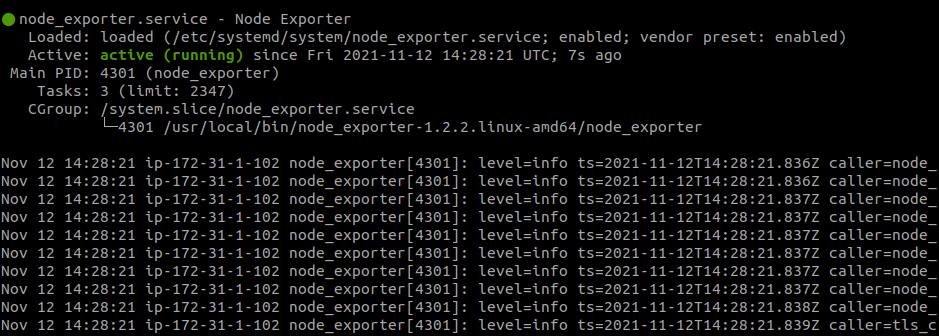 node_exporter.service - Node Exporter
Loaded: loaded (/etc/systemd/system/node_exporter.service; enabled; vendor preset: enabled)
Active: active (running) since Fri 2021-11-12 14:28:21 UTC; 7s ago
Main PID: 4301 (node_exporter)
Tasks: 3 (limit: 2347)
CGroup: /system.slice/node_exporter.service
└─4301 /usr/local/bin/node_exporter-1.2.2.linux-amd64/node_exporter
Nov 12 14:28:21 ip-172-31-1-102 node_exporter[4301]: level=info ts=2021-11-12T14:28:21.836Z caller=node_
Nov 12 14:28:21 ip-172-31-1-102 node_exporter[4301]: level=info ts=2021-11-12T14:28:21.836Z caller=node_
Nov 12 14:28:21 ip-172-31-1-102 node_exporter[4301]: level=info ts=2021-11-12T14:28:21.837Z caller=node_
Nov 12 14:28:21 ip-172-31-1-102 node_exporter[4301]: level=info ts=2021-11-12T14:28:21.837Z caller=node_
Nov 12 14:28:21 ip-172-31-1-102 node_exporter[4301]: level=info ts=2021-11-12T14:28:21.837Z caller=node_
Nov 12 14:28:21 ip-172-31-1-102 node_exporter[4301]: level=info ts=2021-11-12T14:28:21.837Z caller=node_
Nov 12 14:28:21 ip-172-31-1-102 node_exporter[4301]: level=info ts=2021-11-12T14:28:21.837Z caller=node_
Nov 12 14:28:21 ip-172-31-1-102 node_exporter[4301]: level=info ts=2021-11-12T14:28:21.837Z caller=node_
Nov 12 14:28:21 ip-172-31-1-102 node_exporter[4301]: level=info ts=2021-11-12T14:28:21.838Z caller=node_
Nov 12 14:28:21 ip-172-31-1-102 node_exporter[4301]: level=info ts=2021-11-12T14:28:21.839Z caller=tls_c